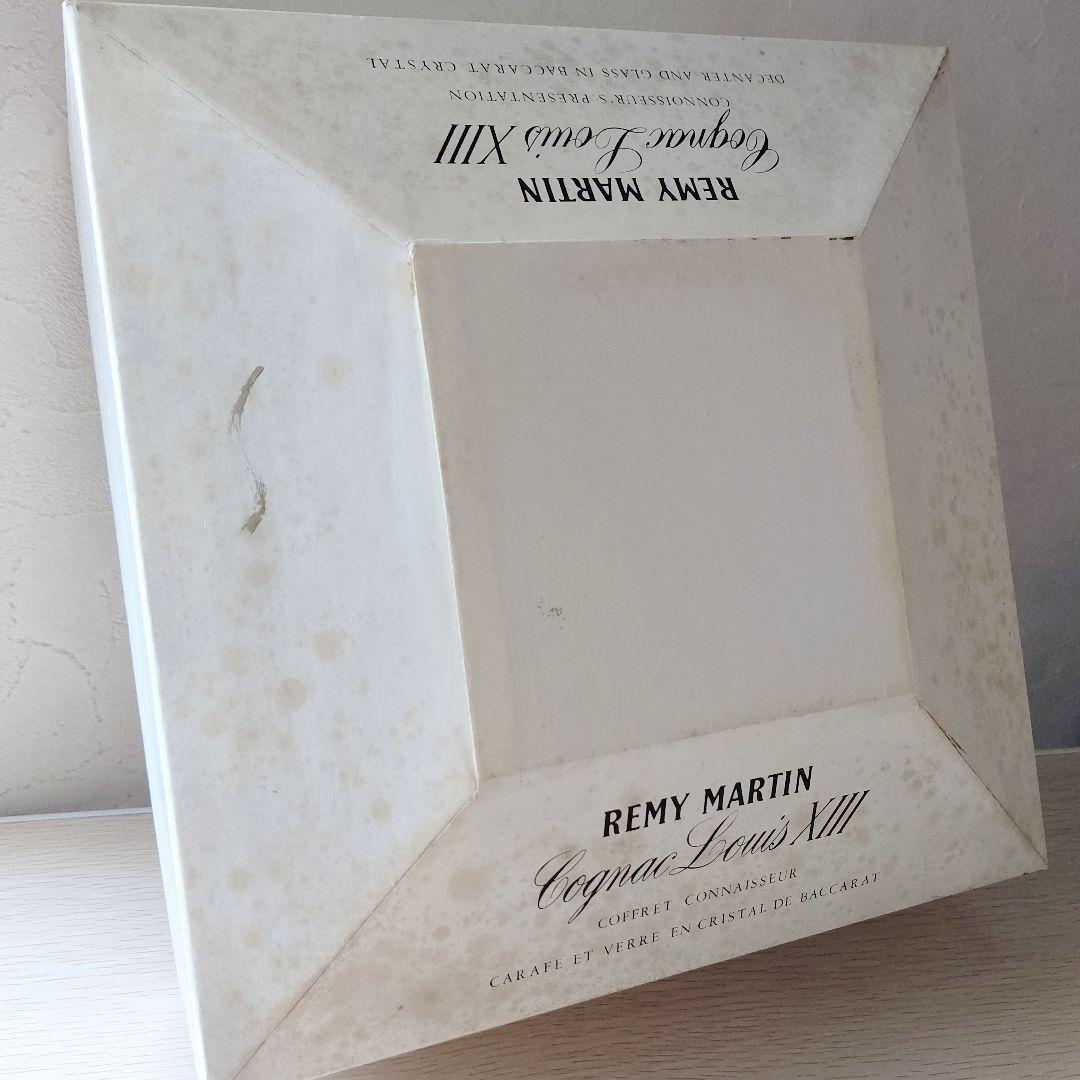 REMY MARTIN
Cognac Louis XIII
CONNOISSEUR'S PRESENTATION
DECANTER AND GLASS IN BACCARAT CRYSTAL
REMY MARTIN
Cognac Louis XIII
COFFRET CONNAISSEUR
CARAFE ET VERRE EN CRISTAL DE BACCARAT